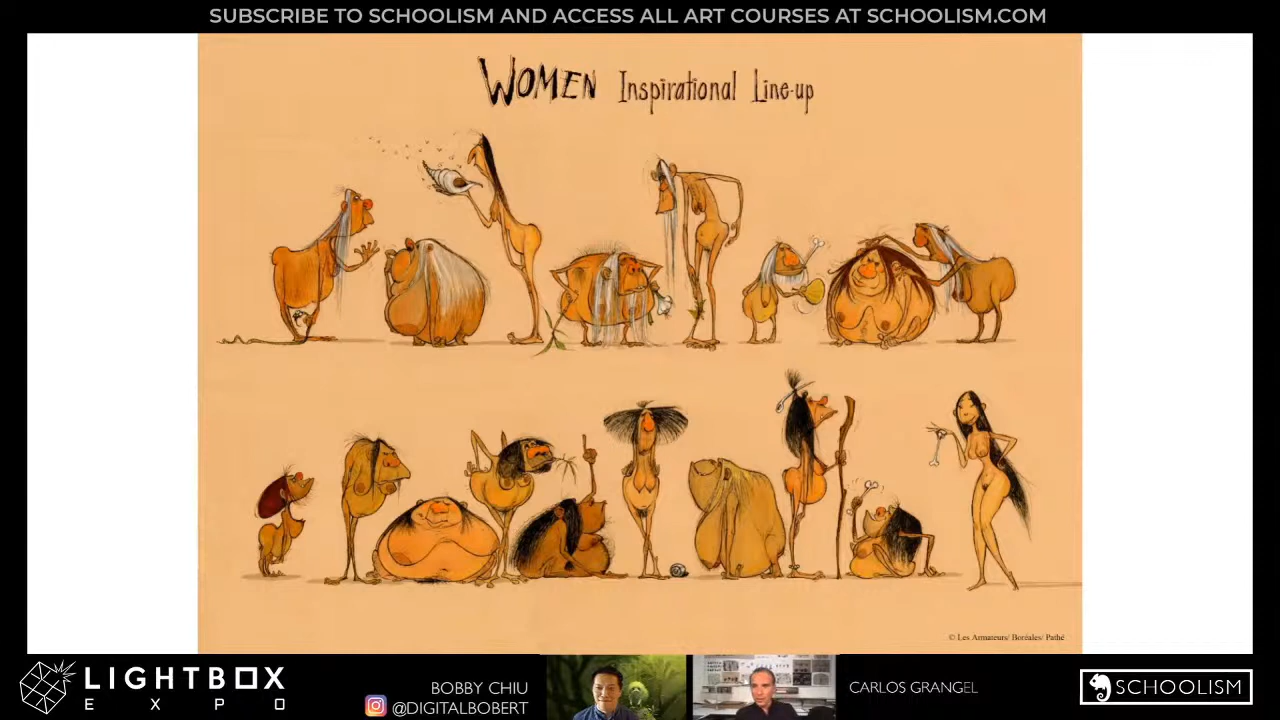 SUBSCRIBE TO SCHOOLISM AND ACCESS ALL ART COURSES AT SCHOOLISM.COM
WOMEN Inspirational Line-up
© Les Armateurs/ Boréales/ Pathé
LIGHTBOX
EXPO
BOBBY CHIU
@DIGITALBOBERT
CARLOS GRANGEL
SCHOOLISM